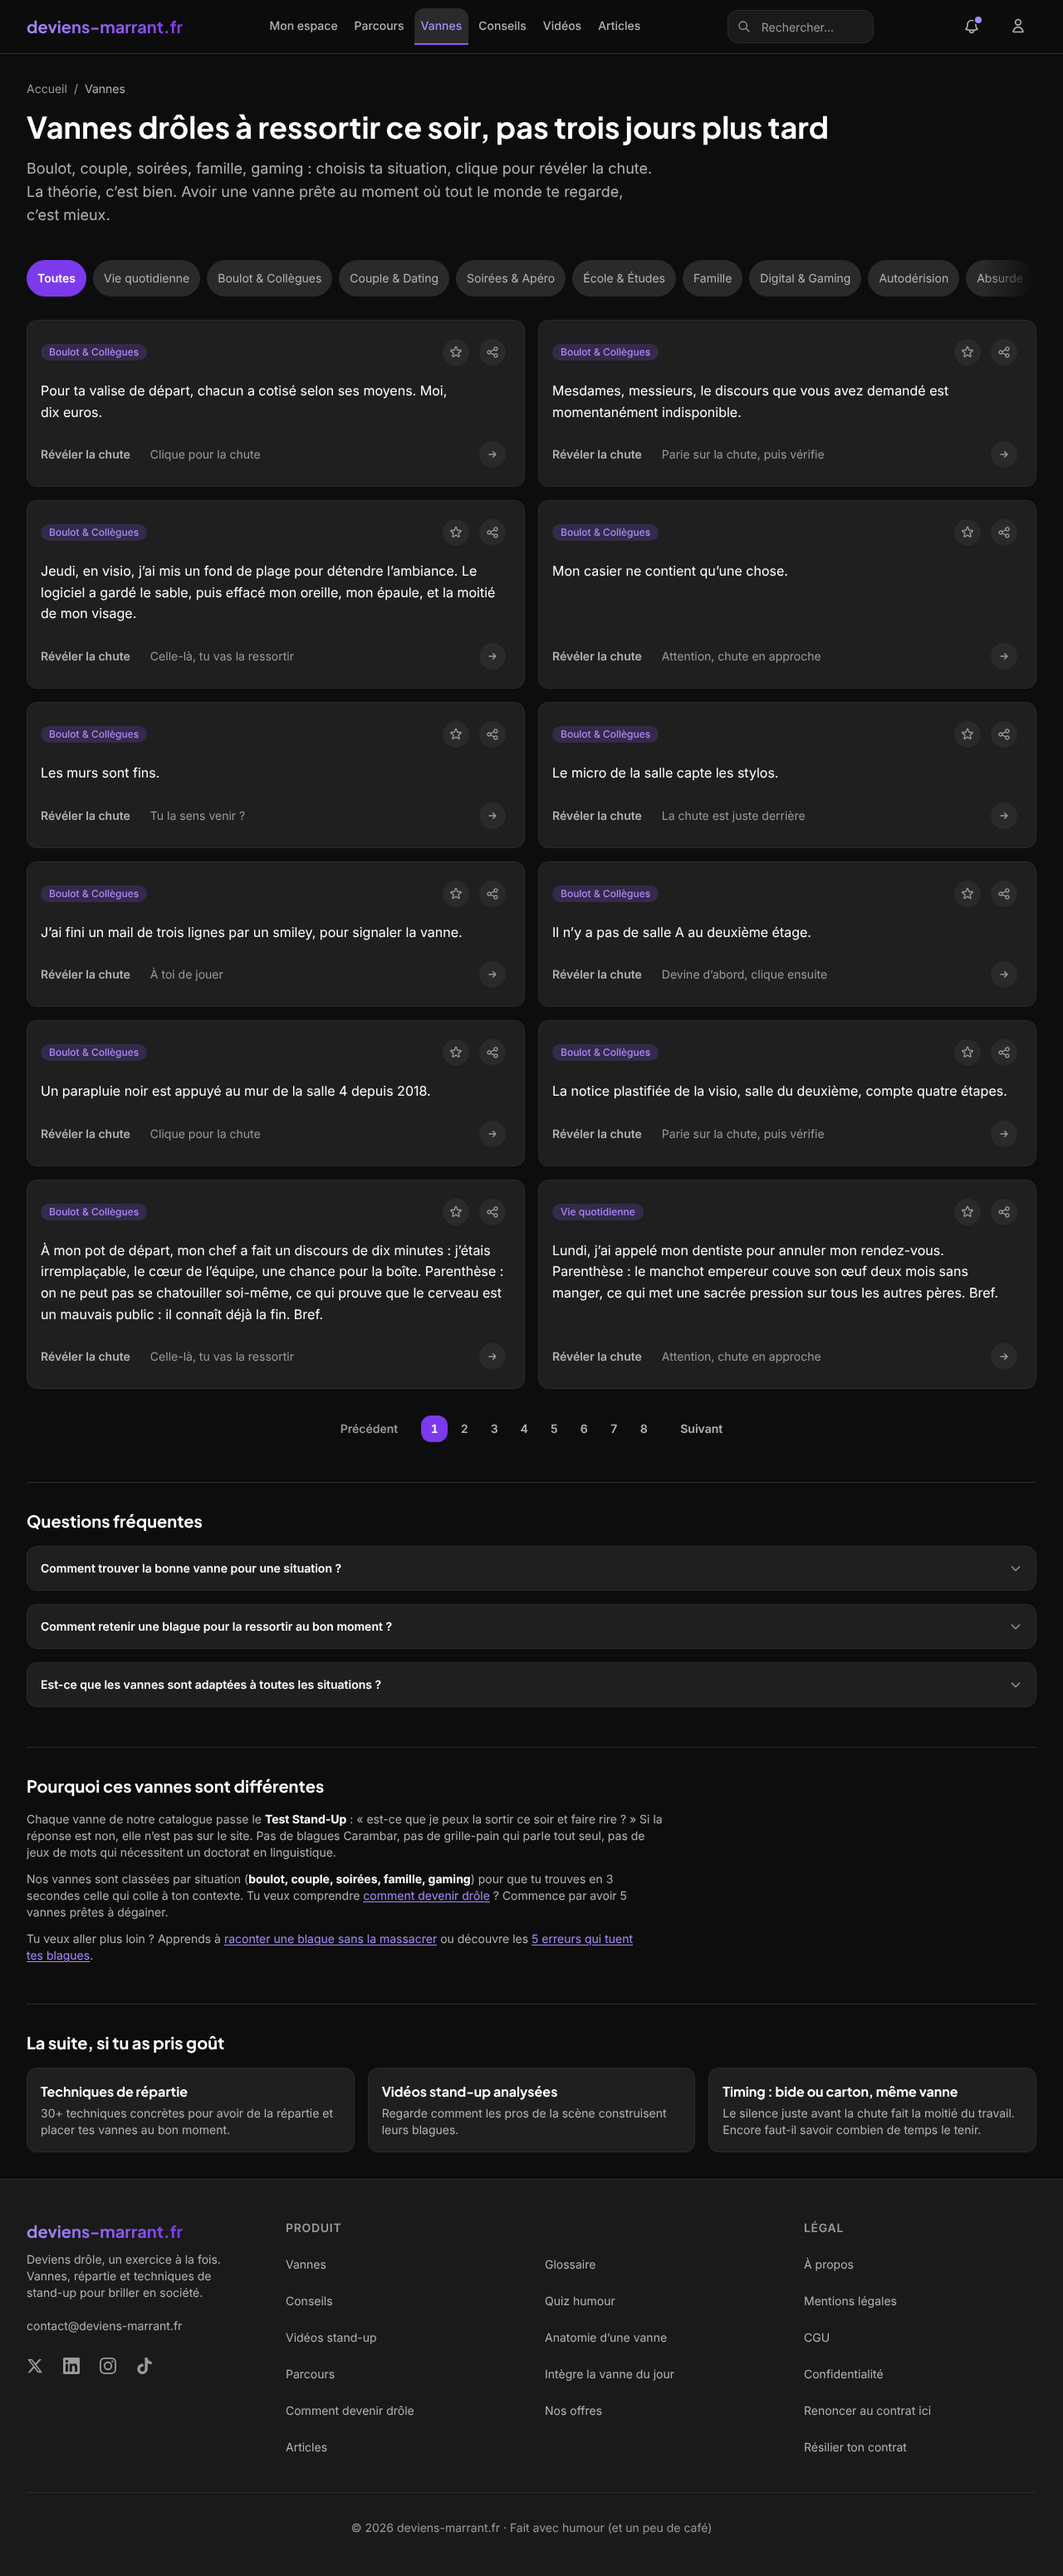 deviens-marrant.fr
Mon espace
Parcours
Vannes
Conseils
Vidéos
Articles
Rechercher...
Accueil / Vannes
Vannes drôles à ressortir ce soir, pas trois jours plus tard
Boulot, couple, soirées, famille, gaming : choisis ta situation, clique pour révéler la chute.
La théorie, c’est bien. Avoir une vanne prête au moment où tout le monde te regarde,
c’est mieux.
Toutes
Vie quotidienne
Boulot & Collègues
Couple & Dating
Soirées & Apéro
École & Études
Famille
Digital & Gaming
Autodérision
Absurde
Boulot & Collègues
Pour ta valise de départ, chacun a cotisé selon ses moyens. Moi,
dix euros.
Révéler la chute
Clique pour la chute
Boulot & Collègues
Mesdames, messieurs, le discours que vous avez demandé est
momentanément indisponible.
Révéler la chute
Parie sur la chute, puis vérifie
Boulot & Collègues
Jeudi, en visio, j’ai mis un fond de plage pour détendre l’ambiance. Le
logiciel a gardé le sable, puis effacé mon oreille, mon épaule, et la moitié
de mon visage.
Révéler la chute
Celle-là, tu vas la ressortir
Boulot & Collègues
Mon casier ne contient qu’une chose.
Révéler la chute
Attention, chute en approche
Boulot & Collègues
Les murs sont fins.
Révéler la chute
Tu la sens venir ?
Boulot & Collègues
Le micro de la salle capte les stylos.
Révéler la chute
La chute est juste derrière
Boulot & Collègues
J’ai fini un mail de trois lignes par un smiley, pour signaler la vanne.
Révéler la chute
À toi de jouer
Boulot & Collègues
Il n’y a pas de salle A au deuxième étage.
Révéler la chute
Devine d’abord, clique ensuite
Boulot & Collègues
Un parapluie noir est appuyé au mur de la salle 4 depuis 2018.
Révéler la chute
Clique pour la chute
Boulot & Collègues
La notice plastifiée de la visio, salle du deuxième, compte quatre étapes.
Révéler la chute
Parie sur la chute, puis vérifie
Boulot & Collègues
À mon pot de départ, mon chef a fait un discours de dix minutes : j’étais
irremplaçable, le cœur de l’équipe, une chance pour la boîte. Parenthèse :
on ne peut pas se chatouiller soi-même, ce qui prouve que le cerveau est
un mauvais public : il connaît déjà la fin. Bref.
Révéler la chute
Celle-là, tu vas la ressortir
Vie quotidienne
Lundi, j’ai appelé mon dentiste pour annuler mon rendez-vous.
Parenthèse : le manchot empereur couve son œuf deux mois sans
manger, ce qui met une sacrée pression sur tous les autres pères. Bref.
Révéler la chute
Attention, chute en approche
Précédent
1
2
3
4
5
6
7
8
Suivant
Questions fréquentes
Comment trouver la bonne vanne pour une situation ?
Comment retenir une blague pour la ressortir au bon moment ?
Est-ce que les vannes sont adaptées à toutes les situations ?
Pourquoi ces vannes sont différentes
Chaque vanne de notre catalogue passe le Test Stand-Up : « est-ce que je peux la sortir ce soir et faire rire ? » Si la
réponse est non, elle n’est pas sur le site. Pas de blagues Carambar, pas de grille-pain qui parle tout seul, pas de
jeux de mots qui nécessitent un doctorat en linguistique.
Nos vannes sont classées par situation (boulot, couple, soirées, famille, gaming) pour que tu trouves en 3
secondes celle qui colle à ton contexte. Tu veux comprendre comment devenir drôle ? Commence par avoir 5
vannes prêtes à dégainer.
Tu veux aller plus loin ? Apprends à raconter une blague sans la massacrer ou découvre les 5 erreurs qui tuent
tes blagues.
La suite, si tu as pris goût
Techniques de répartie
30+ techniques concrètes pour avoir de la répartie et
placer tes vannes au bon moment.
Vidéos stand-up analysées
Regarde comment les pros de la scène construisent
leurs blagues.
Timing : bide ou carton, même vanne
Le silence juste avant la chute fait la moitié du travail.
Encore faut-il savoir combien de temps le tenir.
deviens-marrant.fr
Deviens drôle, un exercice à la fois.
Vannes, répartie et techniques de
stand-up pour briller en société.
contact@deviens-marrant.fr
PRODUIT
Vannes
Conseils
Vidéos stand-up
Parcours
Comment devenir drôle
Articles
Glossaire
Quiz humour
Anatomie d’une vanne
Intègre la vanne du jour
Nos offres
LÉGAL
À propos
Mentions légales
CGU
Confidentialité
Renoncer au contrat ici
Résilier ton contrat
© 2026 deviens-marrant.fr · Fait avec humour (et un peu de café)